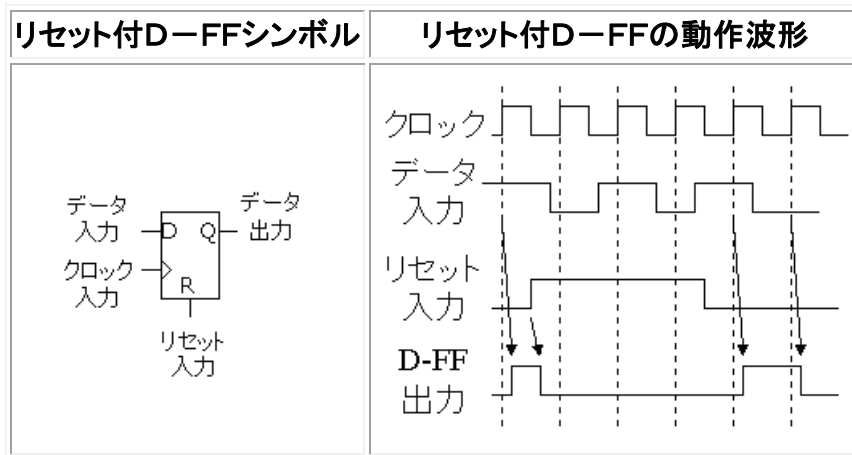 リセット付D－FFシンボル
リセット付D－FFの動作波形
データ
入力
クロック
入力
D
Q
R
データ
出力
リセット
入力
クロック
データ
入力
リセット
入力
D-FF
出力